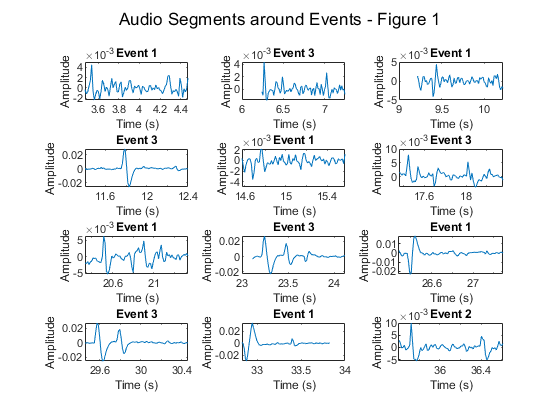 Audio Segments around Events - Figure 1
×10⁻³ Event 1
Amplitude
4
2
0
-2
3.6 3.8 4 4.2 4.4
Time (s)
×10⁻³ Event 3
Amplitude
4
2
0
6 6.5 7
Time (s)
×10⁻³ Event 1
Amplitude
5
0
-5
9 9.5 10
Time (s)
Event 3
Amplitude
0.02
0
-0.02
11.6 12 12.4
Time (s)
×10⁻³ Event 1
Amplitude
2
0
-2
-4
14.6 15 15.4
Time (s)
×10⁻³ Event 3
Amplitude
10
5
0
17.6 18
Time (s)
×10⁻³ Event 1
Amplitude
5
0
-5
20.6 21
Time (s)
Event 3
Amplitude
0.02
0
-0.02
23 23.5 24
Time (s)
Event 1
Amplitude
0.01
0
-0.01
-0.02
26.6 27
Time (s)
Event 3
Amplitude
0.02
0
-0.02
29.6 30 30.4
Time (s)
Event 1
Amplitude
0.02
0
-0.02
33 33.5 34
Time (s)
×10⁻³ Event 2
Amplitude
10
5
0
-5
36 36.4
Time (s)